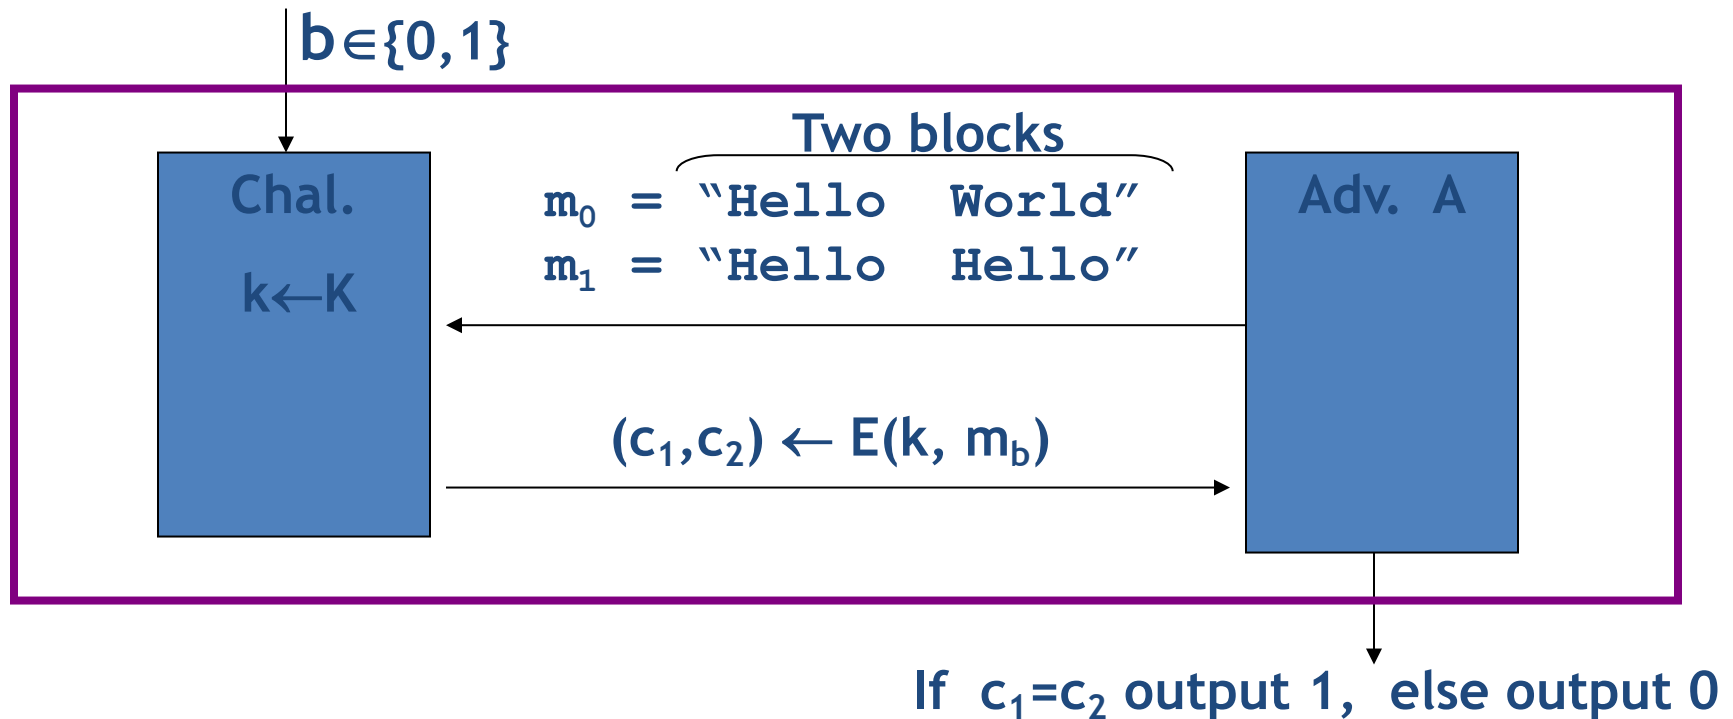 b∈{0,1}
Two blocks
Chal.
m₀ = “Hello World”
Adv. A
m₁ = “Hello Hello”
k←K
(c₁,c₂) ← E(k, m_b)
If c₁=c₂ output 1, else output 0